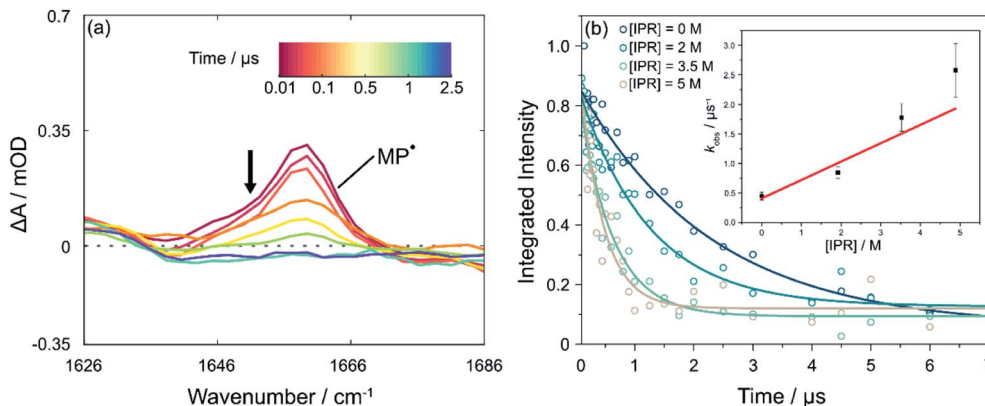 (a)
0.7
0.35
0
-0.35
ΔA / mOD
Time / µs
0.01 0.1 0.5 1 2.5
MP•
1626 1646 1666 1686
Wavenumber / cm⁻¹
(b)
1.0
0.8
0.6
0.4
0.2
0
Integrated Intensity
[IPR] = 0 M
[IPR] = 2 M
[IPR] = 3.5 M
[IPR] = 5 M
3.0
2.5
2.0
1.5
1.0
0.5
0.0
k_obs / µs⁻¹
0 1 2 3 4 5
[IPR] / M
0 1 2 3 4 5 6 7
Time / µs